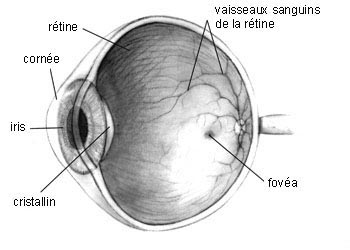 vaisseaux sanguins
de la rétine
rétine
cornée
iris
cristallin
fovéa